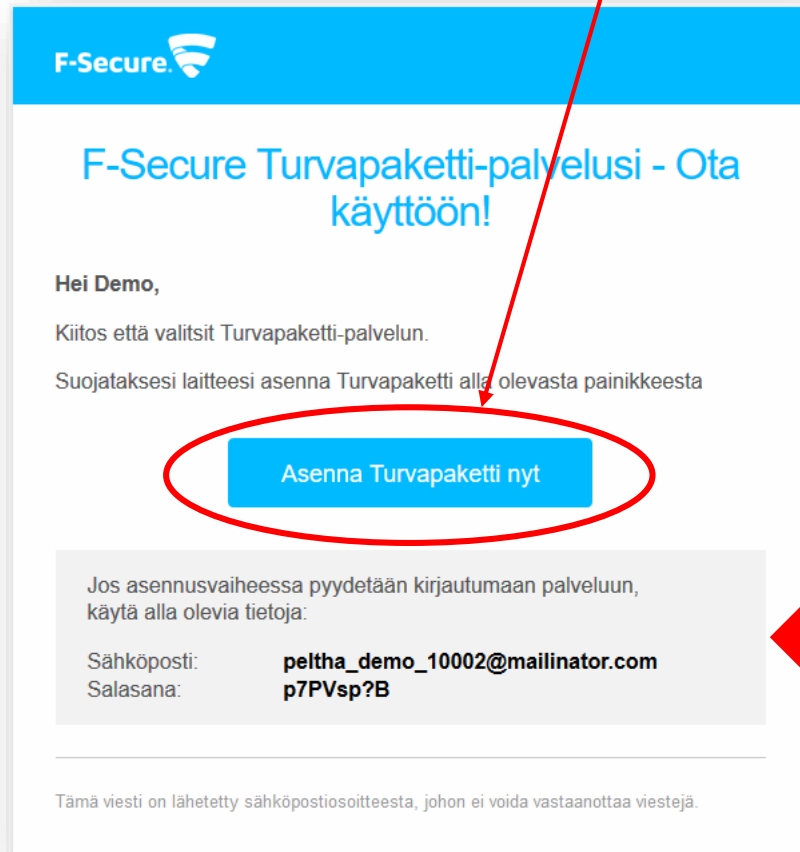 F-Secure.
F-Secure Turvapaketti-palvelusi - Ota
käyttöön!
Hei Demo,
Kiitos että valitsit Turvapaketti-palvelun.
Suojataksesi laitteesi asenna Turvapaketti alla olevasta painikkeesta
Asenna Turvapaketti nyt
Jos asennusvaiheessa pyydetään kirjautumaan palveluun,
käytä alla olevia tietoja:
Sähköposti: peltha_demo_10002@mailinator.com
Salasana: p7PVsp?B
Tämä viesti on lähetetty sähköpostiosoitteesta, johon ei voida vastaanottaa viestejä.